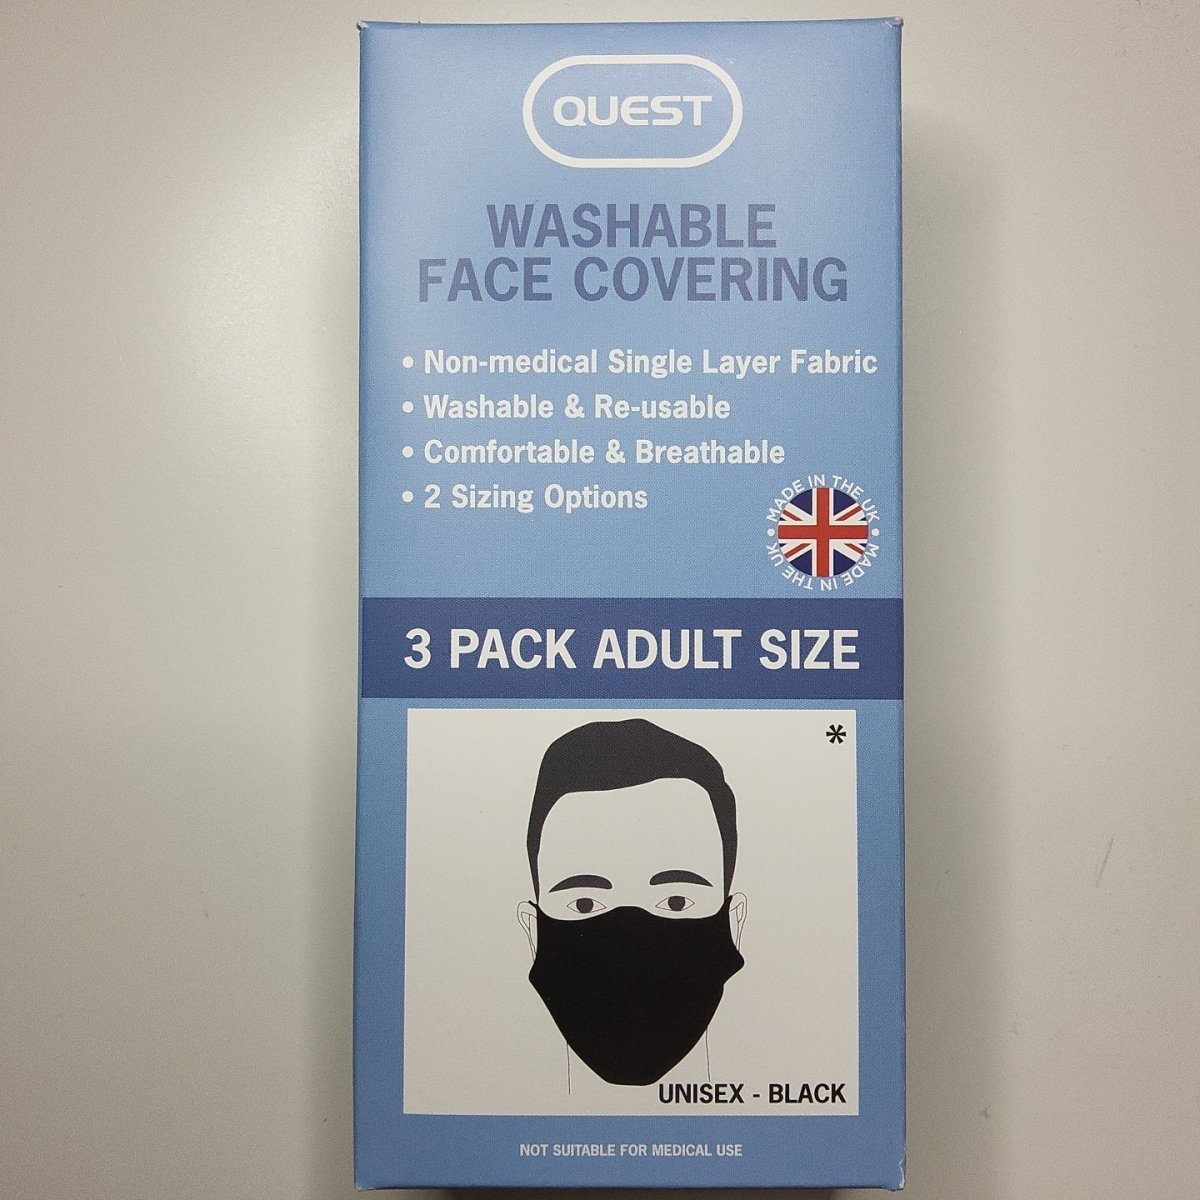 QUEST
WASHABLE
FACE COVERING
• Non-medical Single Layer Fabric
• Washable & Re-usable
• Comfortable & Breathable
• 2 Sizing Options
MADE IN THE UK • MADE IN THE UK •
3 PACK ADULT SIZE
*
UNISEX - BLACK
NOT SUITABLE FOR MEDICAL USE